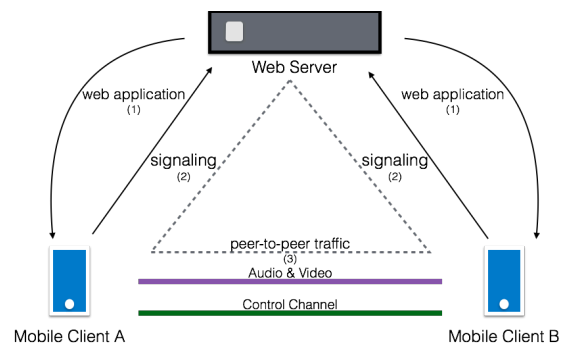 Web Server
web application
(1)
web application
(1)
signaling
(2)
signaling
(2)
peer-to-peer traffic
(3)
Audio & Video
Control Channel
Mobile Client A
Mobile Client B